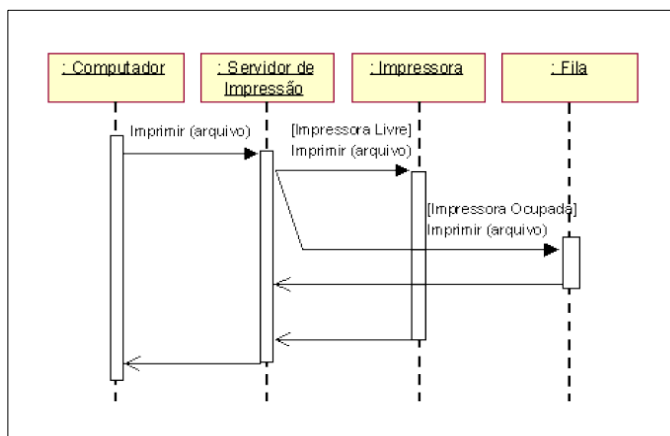 : Computador
: Servidor de
Impressão
: Impressora
: Fila
Imprimir (arquivo)
[Impressora Livre]
Imprimir (arquivo)
[Impressora Ocupada]
Imprimir (arquivo)